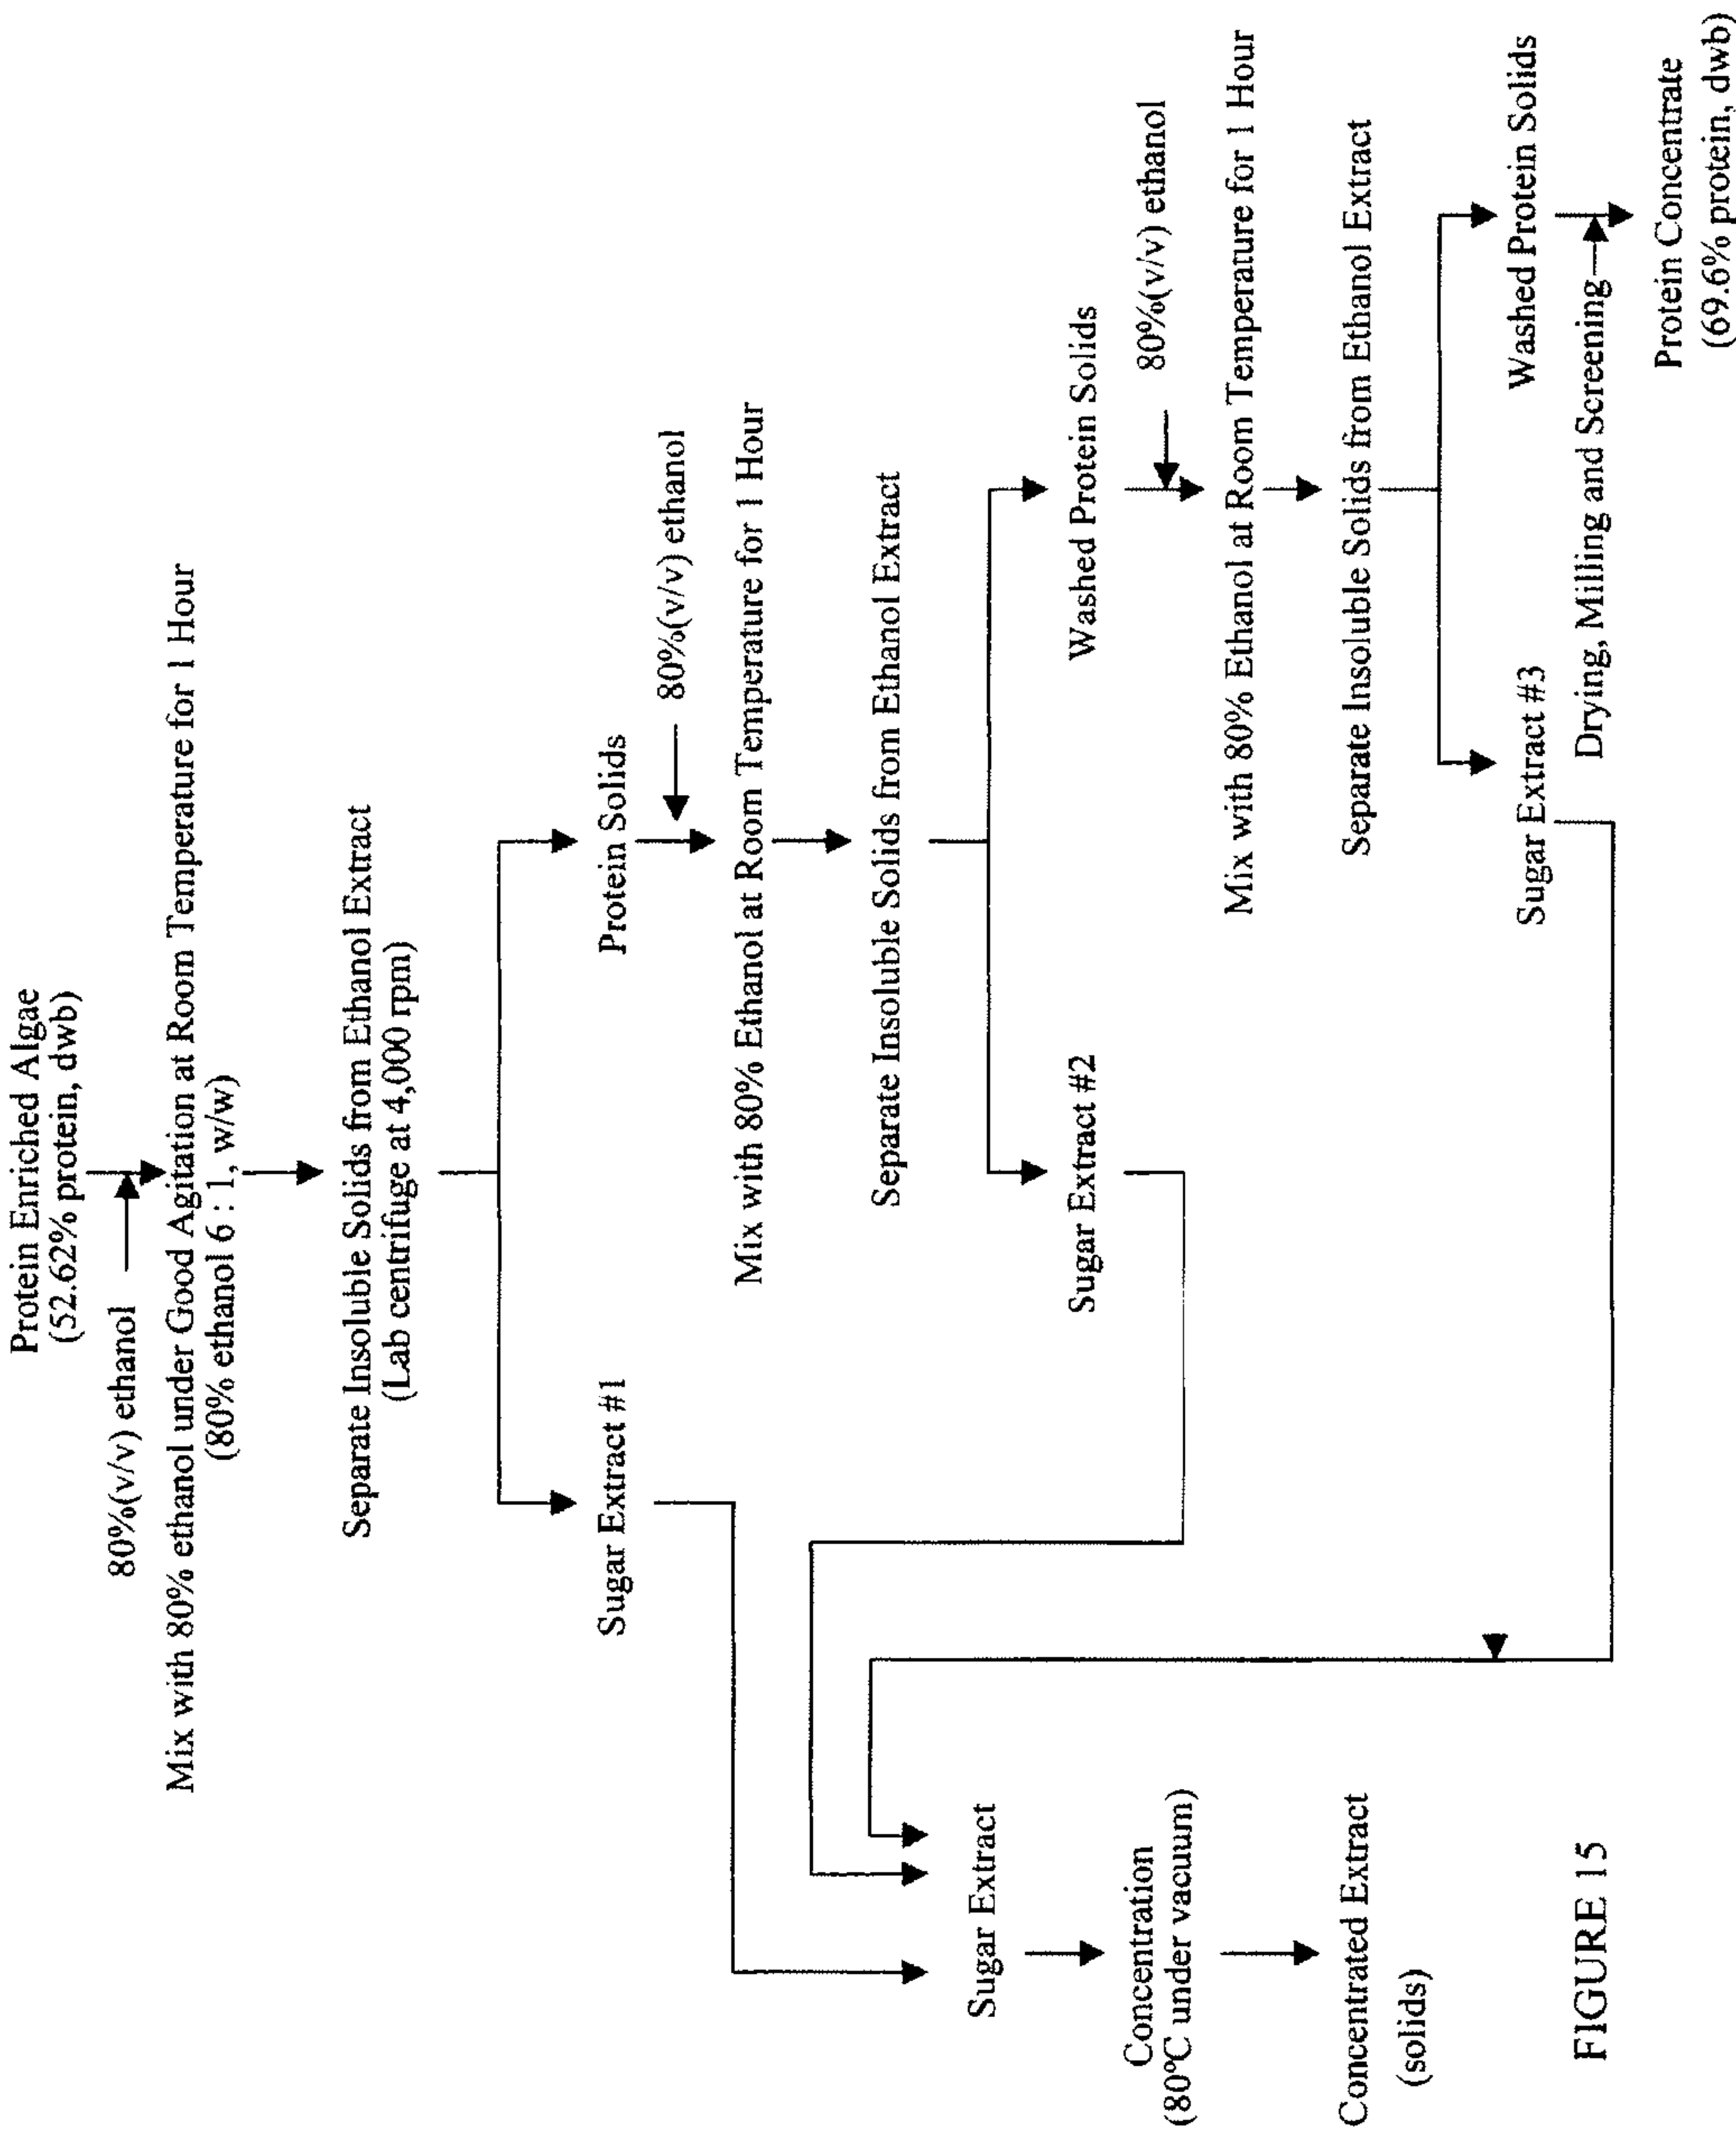 Protein Enriched Algae
(52.62% protein, dwb)
80%(v/v) ethanol
Mix with 80% ethanol under Good Agitation at Room Temperature for 1 Hour
(80% ethanol 6 : 1, w/w)
Separate Insoluble Solids from Ethanol Extract
(Lab centrifuge at 4,000 rpm)
Sugar Extract #1
Protein Solids
80%(v/v) ethanol
Mix with 80% Ethanol at Room Temperature for 1 Hour
Separate Insoluble Solids from Ethanol Extract
Sugar Extract #2
Washed Protein Solids
80%(v/v) ethanol
Mix with 80% Ethanol at Room Temperature for 1 Hour
Separate Insoluble Solids from Ethanol Extract
Sugar Extract #3
Washed Protein Solids
Drying, Milling and Screening
Protein Concentrate
(69.6% protein, dwb)
Sugar Extract
Concentration
(80°C under vacuum)
Concentrated Extract
(solids)
FIGURE 15